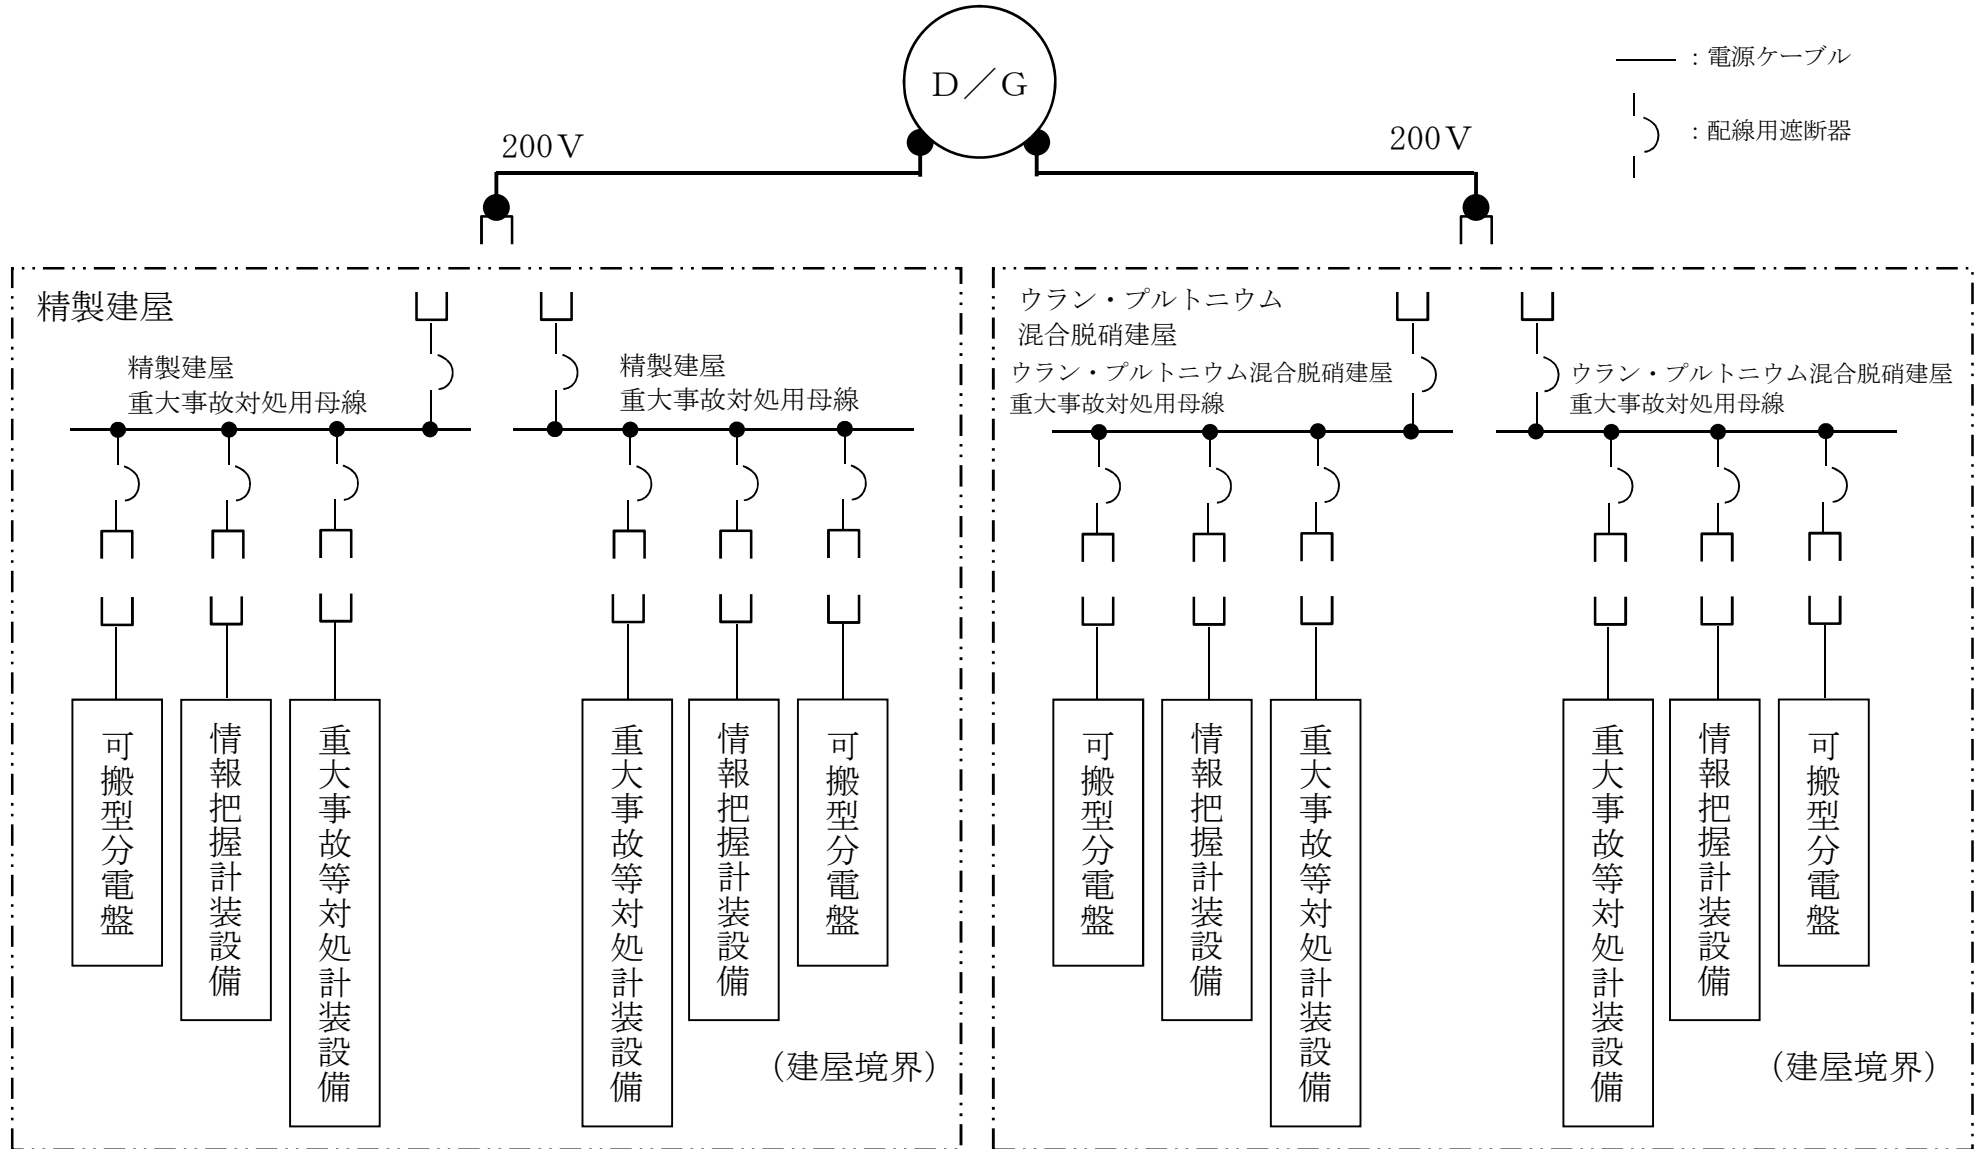 D／G
：電源ケーブル
：配線用遮断器
200V
200V
精製建屋
精製建屋
重大事故対処用母線
精製建屋
重大事故対処用母線
可搬型分電盤
情報把握計装設備
重大事故等対処計装設備
重大事故等対処計装設備
情報把握計装設備
可搬型分電盤
（建屋境界）
ウラン・プルトニウム
混合脱硝建屋
ウラン・プルトニウム混合脱硝建屋
重大事故対処用母線
ウラン・プルトニウム混合脱硝建屋
重大事故対処用母線
可搬型分電盤
情報把握計装設備
重大事故等対処計装設備
重大事故等対処計装設備
情報把握計装設備
可搬型分電盤
（建屋境界）